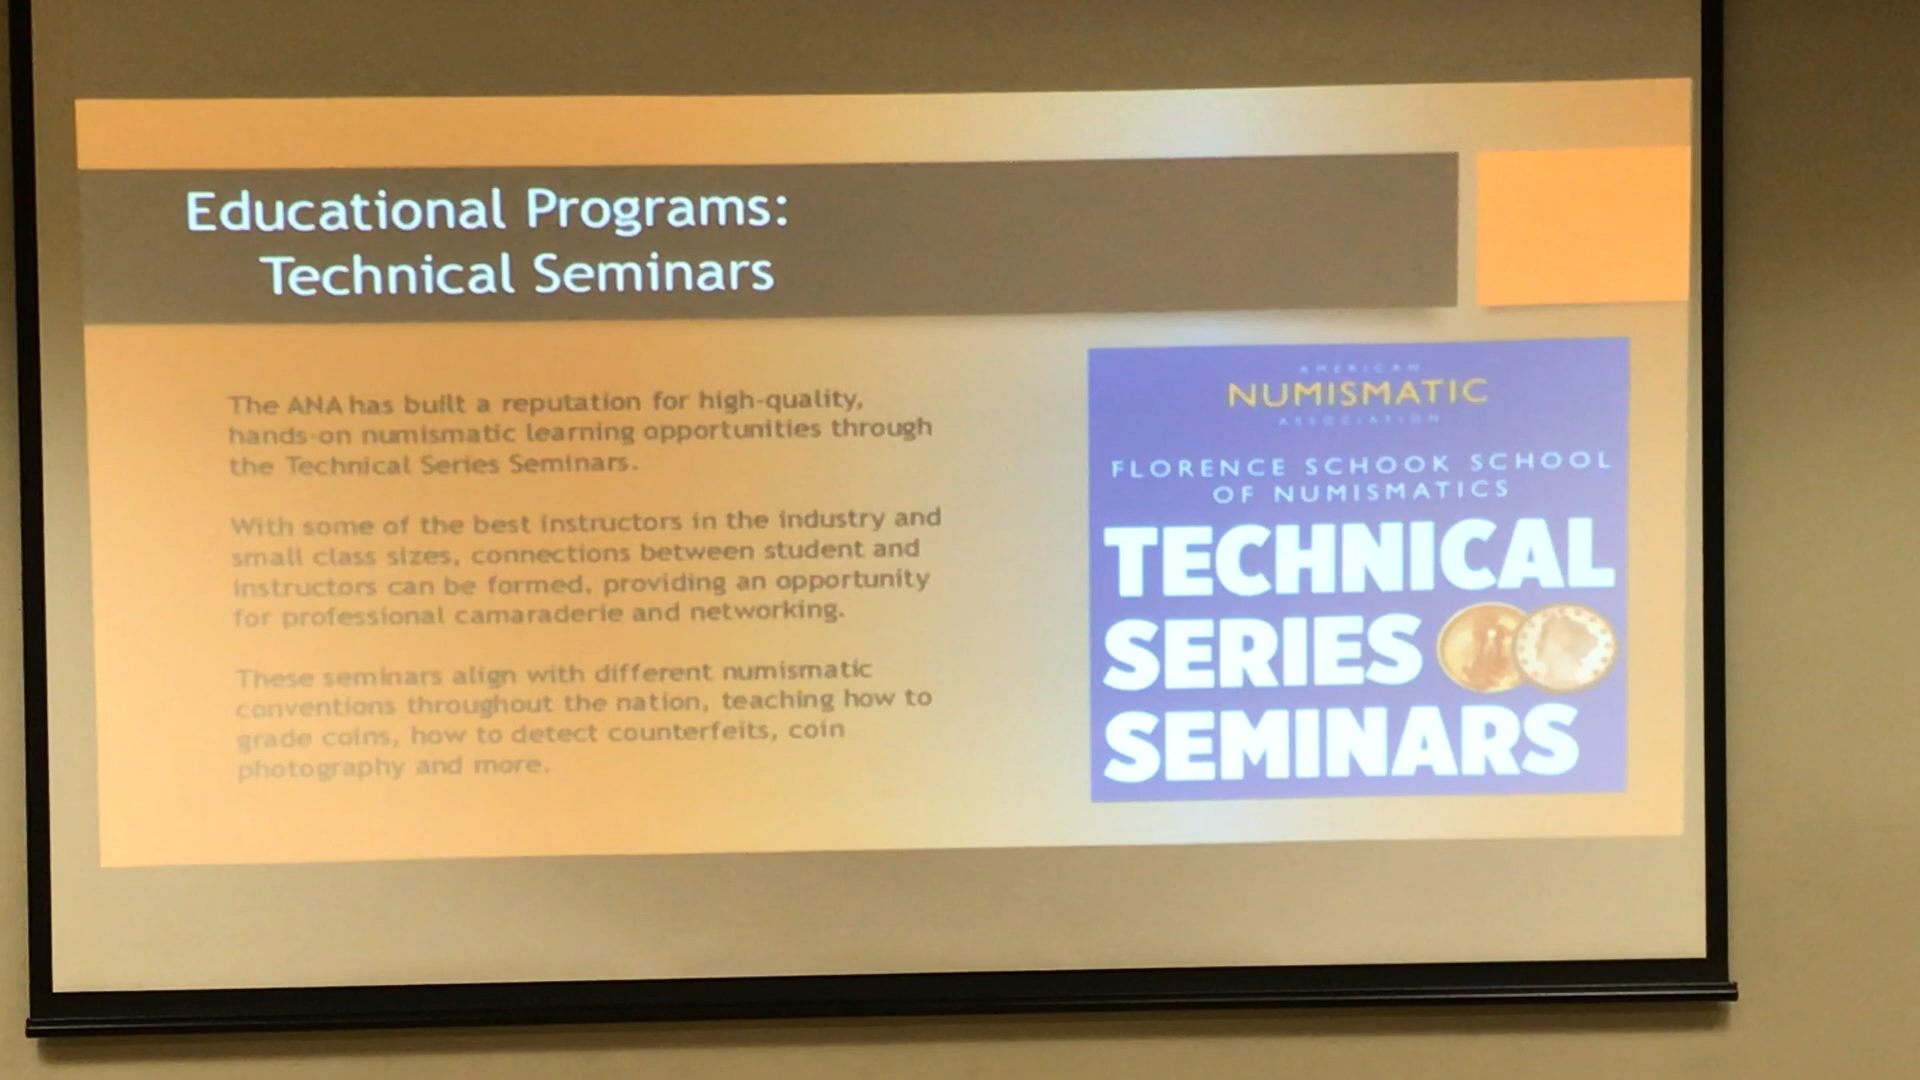 Educational Programs:
Technical Seminars
The ANA has built a reputation for high-quality,
hands-on numismatic learning opportunities through
the Technical Series Seminars.
With some of the best instructors in the industry and
small class sizes, connections between student and
instructors can be formed, providing an opportunity
for professional camaraderie and networking.
These seminars align with different numismatic
conventions throughout the nation, teaching how to
grade coins, how to detect counterfeits, coin
photography and more.
AMERICAN
NUMISMATIC
ASSOCIATION
FLORENCE SCHOOK SCHOOL
OF NUMISMATICS
TECHNICAL
SERIES
SEMINARS